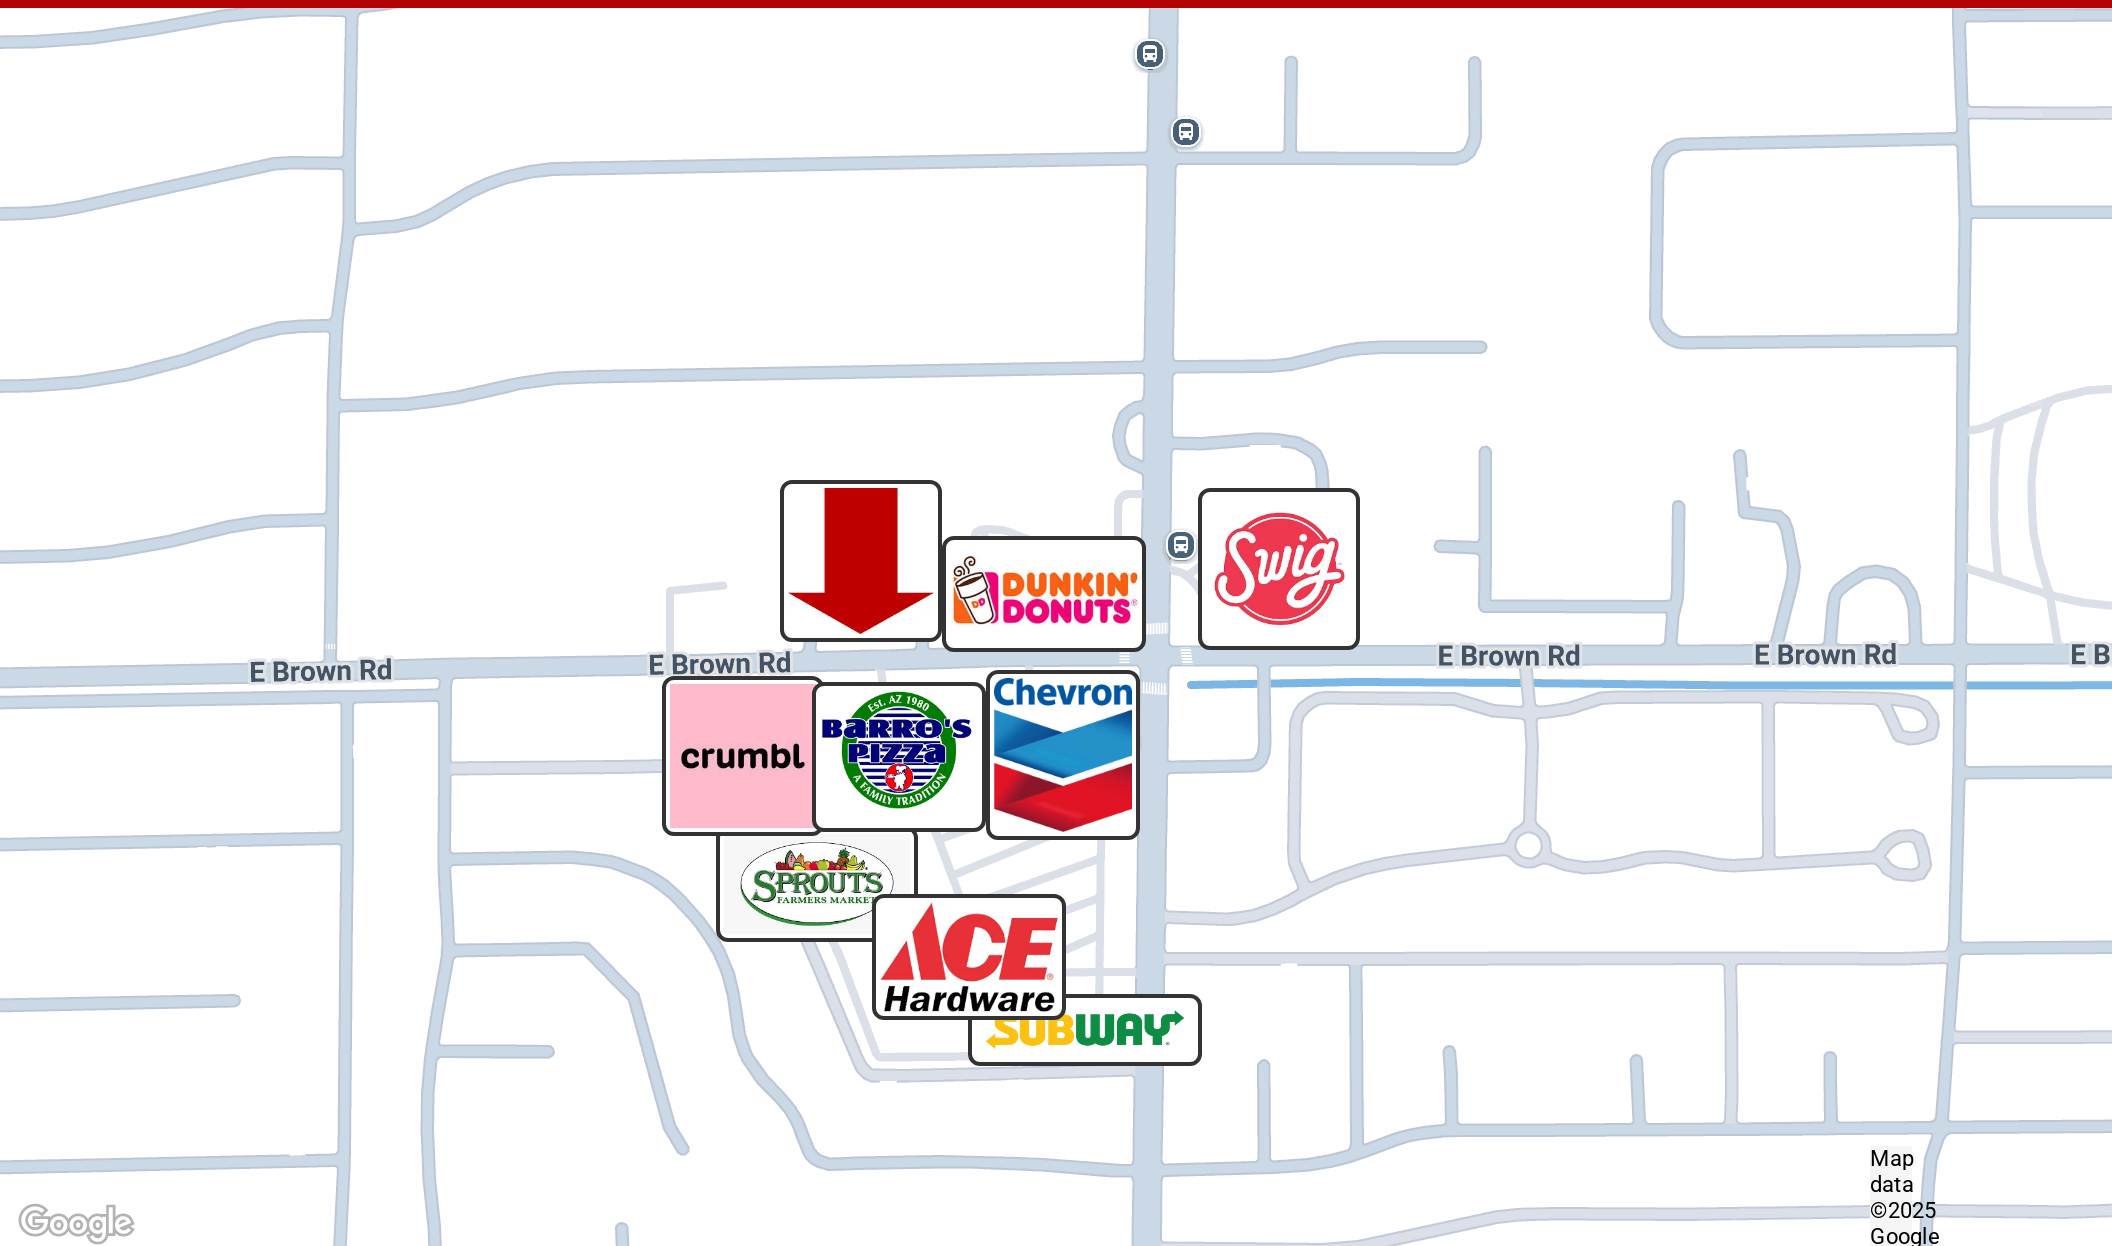 DUNKIN'
DONUTS
DD
Swig
E Brown Rd
E Brown Rd
E Brown Rd
E Brown Rd
E B
crumbl
Est. AZ 1980
BARRO'S
PIZZA
A FAMILY TRADITION
Chevron
SPROUTS
FARMERS MARKET
ACE
Hardware
SUBWAY
Google
Map
data
©2025
Google